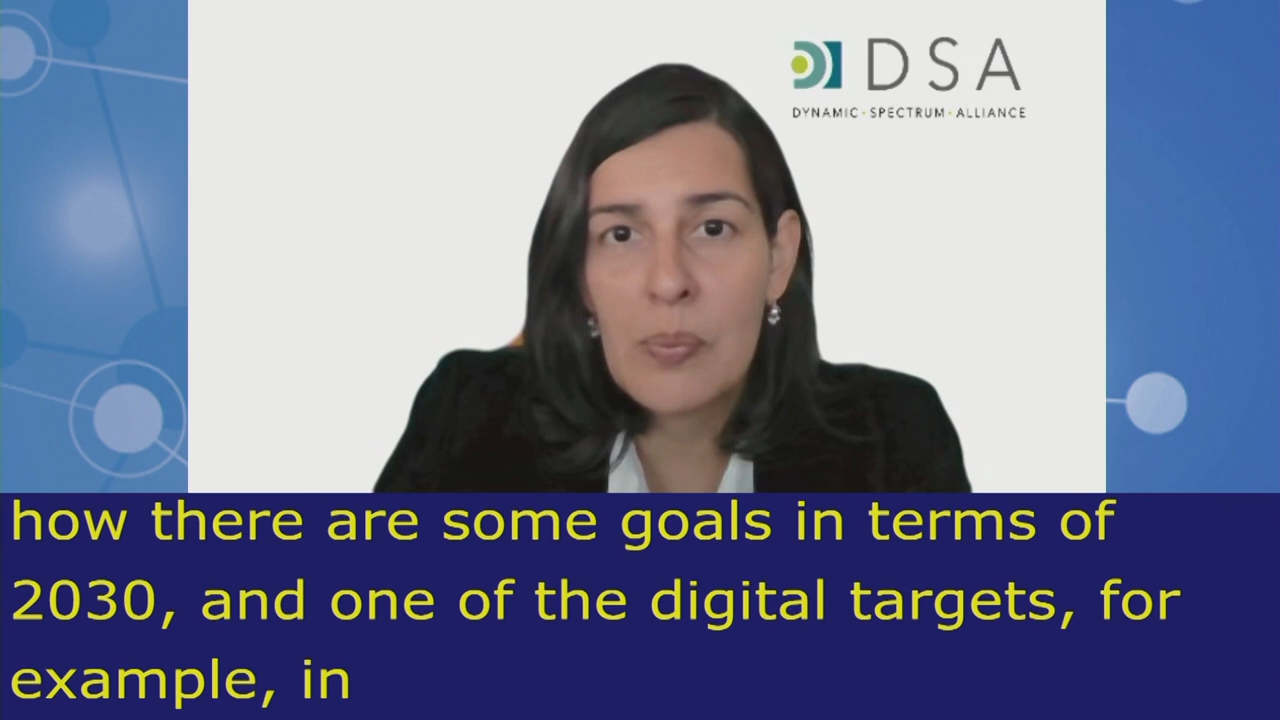 DSA
DYNAMIC·SPECTRUM·ALLIANCE
how there are some goals in terms of
2030, and one of the digital targets, for
example, in